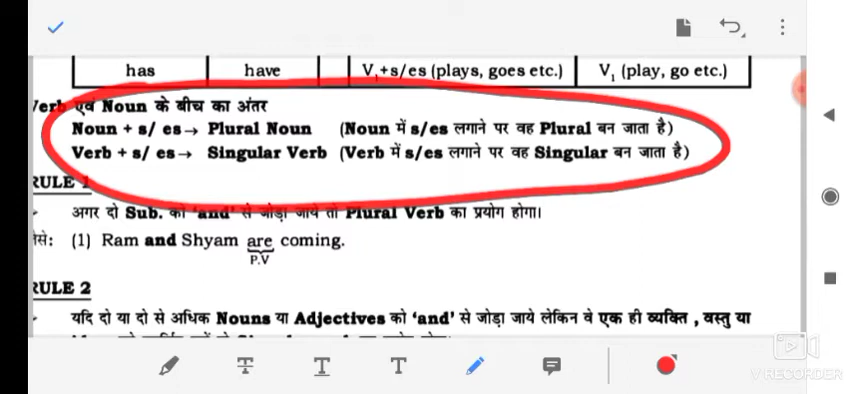 has have V1+s/es (plays, goes etc.) V1 (play, go etc.)
Verb एवं Noun के बीच का अंतर
Noun + s/ es→ Plural Noun (Noun में s/es लगाने पर वह Plural बन जाता है)
Verb + s/ es→ Singular Verb (Verb में s/es लगाने पर वह Singular बन जाता है)
RULE 1
अगर दो Sub. को 'and' से जोड़ा जाये तो Plural Verb का प्रयोग होगा।
जैसे: (1) Ram and Shyam are coming.
P.V
RULE 2
यदि दो या दो से अधिक Nouns या Adjectives को 'and' से जोड़ा जाये लेकिन वे एक ही व्यक्ति , वस्तु या
T T T
V RECORDER